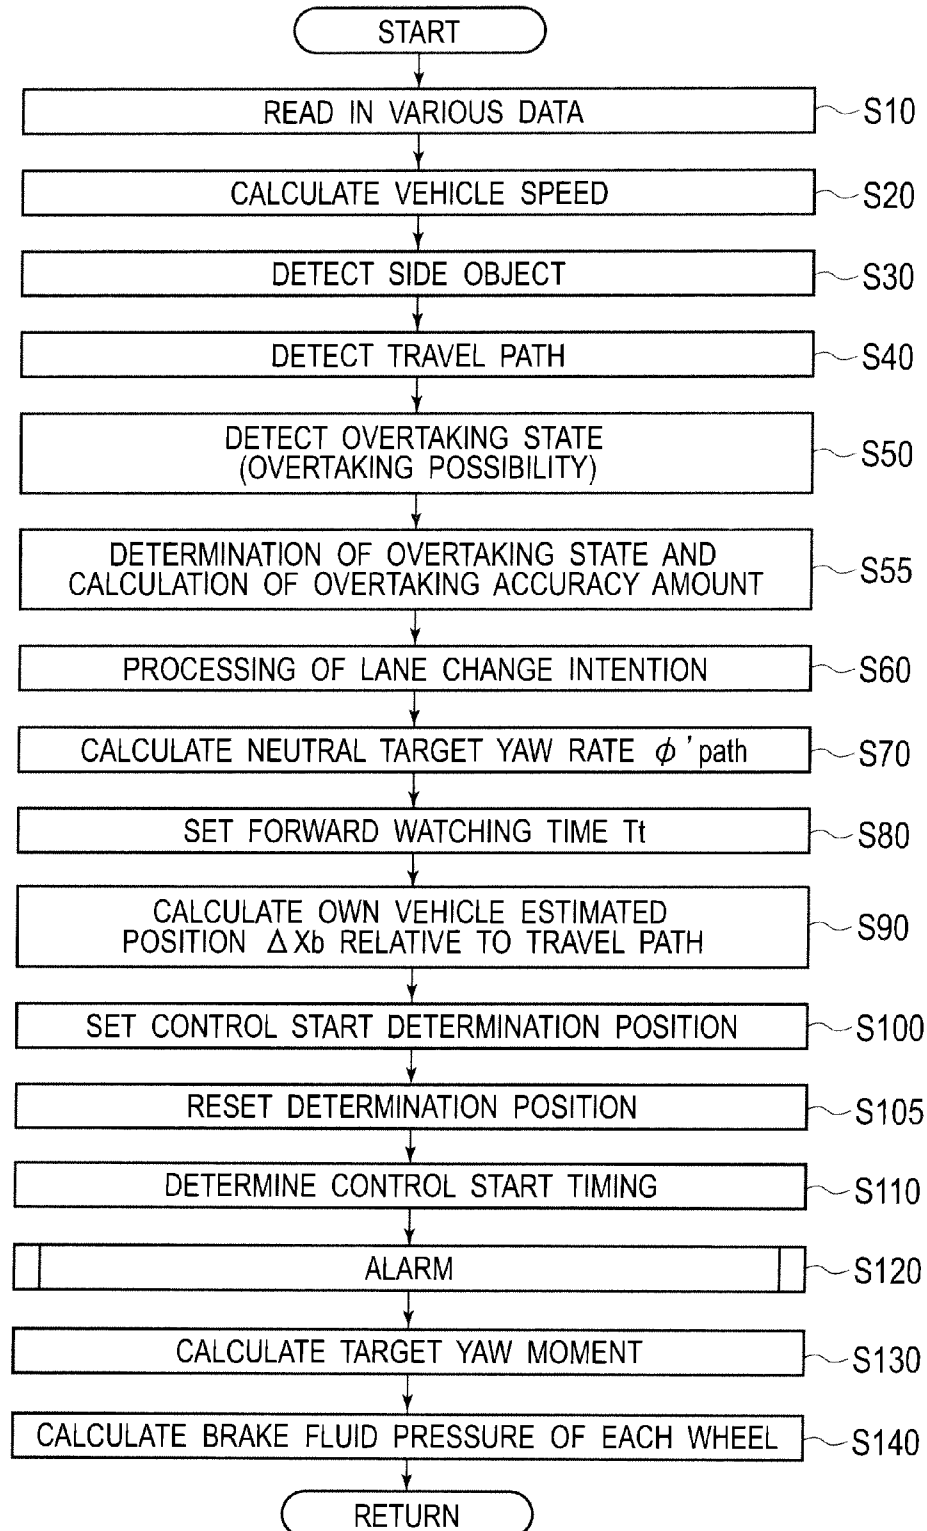 START
READ IN VARIOUS DATA
S10
CALCULATE VEHICLE SPEED
S20
DETECT SIDE OBJECT
S30
DETECT TRAVEL PATH
S40
DETECT OVERTAKING STATE
(OVERTAKING POSSIBILITY)
S50
DETERMINATION OF OVERTAKING STATE AND
CALCULATION OF OVERTAKING ACCURACY AMOUNT
S55
PROCESSING OF LANE CHANGE INTENTION
S60
CALCULATE NEUTRAL TARGET YAW RATE ϕ'path
S70
SET FORWARD WATCHING TIME Tt
S80
CALCULATE OWN VEHICLE ESTIMATED
POSITION ΔXb RELATIVE TO TRAVEL PATH
S90
SET CONTROL START DETERMINATION POSITION
S100
RESET DETERMINATION POSITION
S105
DETERMINE CONTROL START TIMING
S110
ALARM
S120
CALCULATE TARGET YAW MOMENT
S130
CALCULATE BRAKE FLUID PRESSURE OF EACH WHEEL
S140
RETURN